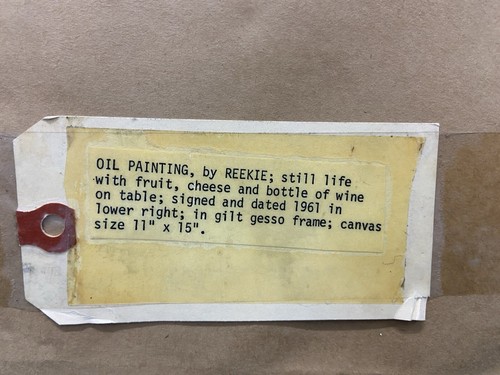 OIL PAINTING, by REEKIE; still life
with fruit, cheese and bottle of wine
on table; signed and dated 1961 in
lower right; in gilt gesso frame; canvas
size 11" x 15".